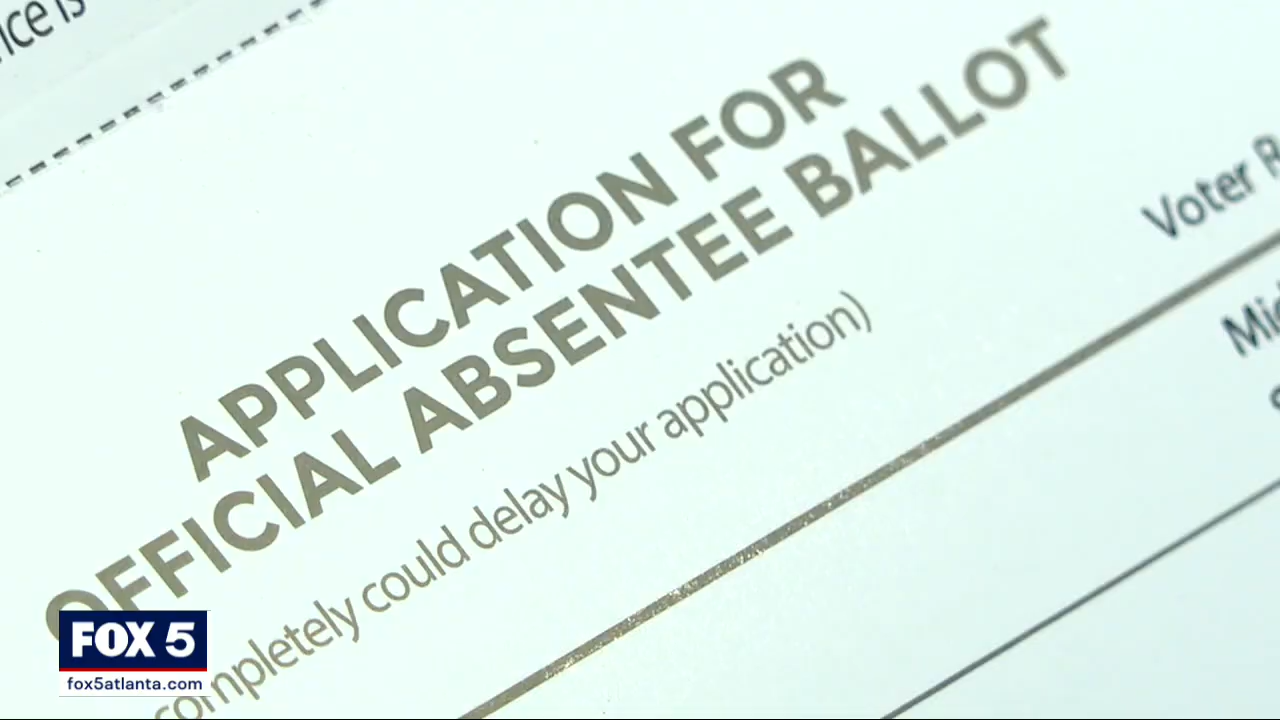 APPLICATION FOR
OFFICIAL ABSENTEE BALLOT
completely could delay your application)
Voter
FOX 5
fox5atlanta.com